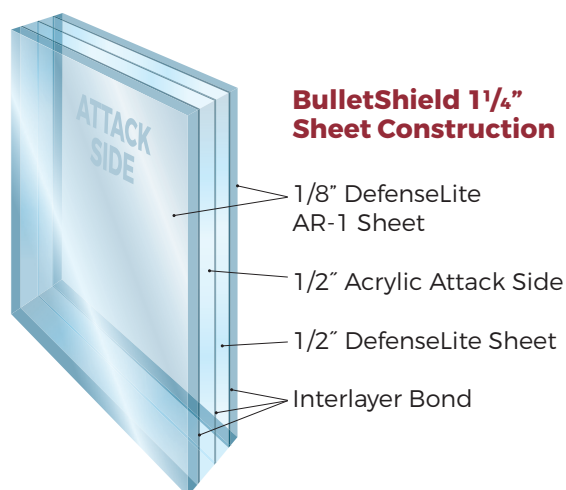 ATTACK
SIDE
BulletShield 1¼”
Sheet Construction
1/8” DefenseLite
AR-1 Sheet
1/2˝ Acrylic Attack Side
1/2˝ DefenseLite Sheet
Interlayer Bond